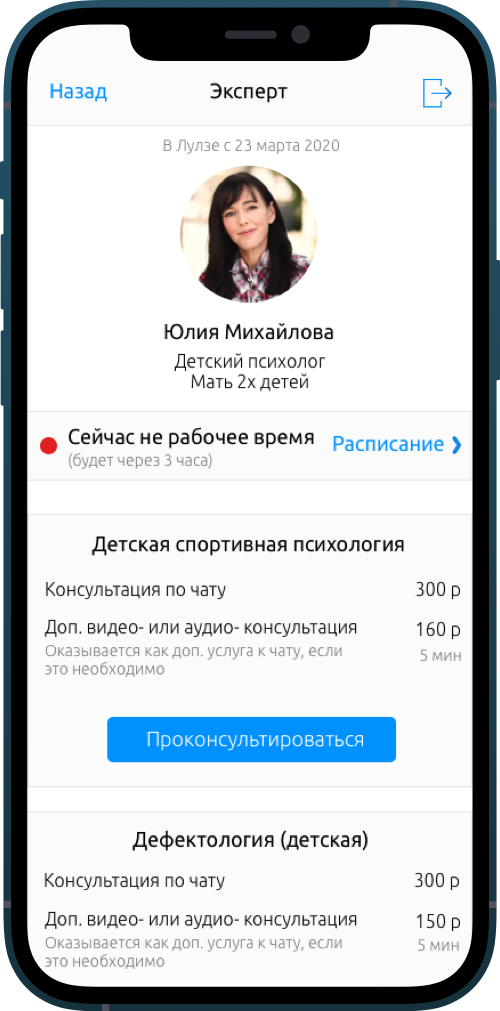 Назад Эксперт
В Лулзе с 23 марта 2020
Юлия Михайлова
Детский психолог
Мать 2х детей
Сейчас не рабочее время Расписание
(будет через 3 часа)
Детская спортивная психология
Консультация по чату 300 р
Доп. видео- или аудио- консультация 160 р
Оказывается как доп. услуга к чату, если 5 мин
это необходимо
Проконсультироваться
Дефектология (детская)
Консультация по чату 300 р
Доп. видео- или аудио- консультация 150 р
Оказывается как доп. услуга к чату, если 5 мин
это необходимо